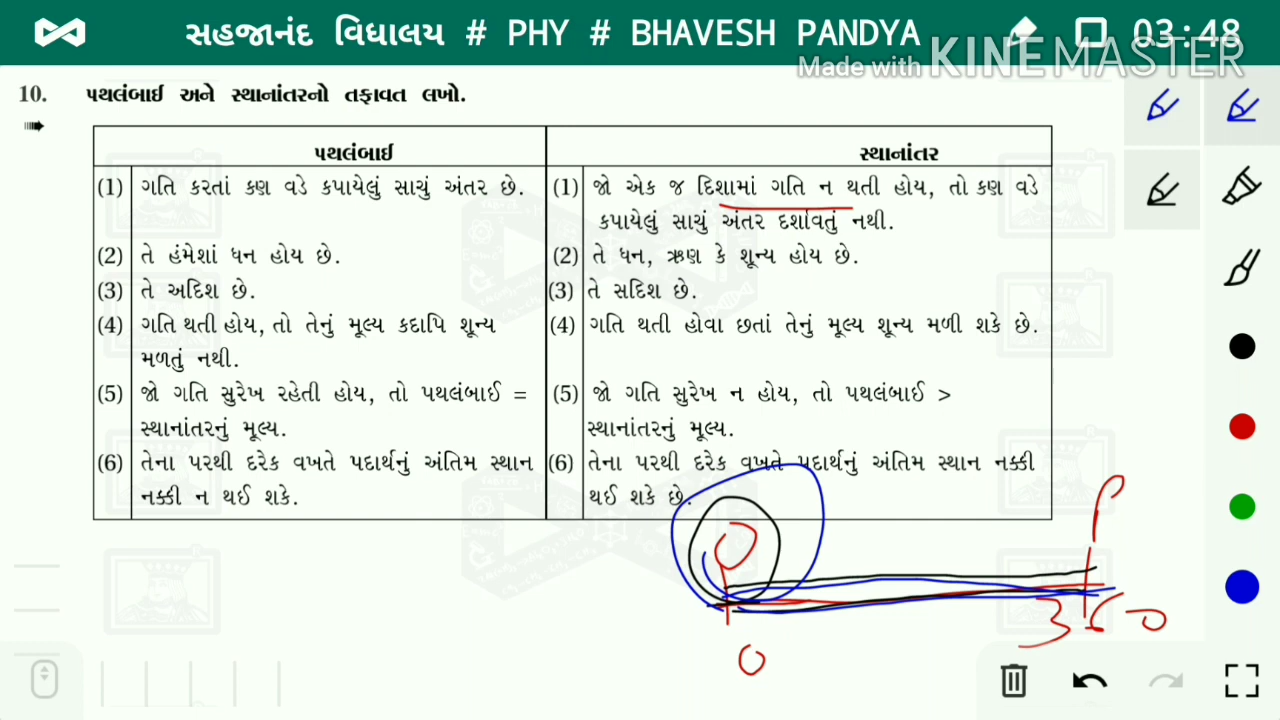 સહજાનંદ વિધાલય # PHY # BHAVESH PANDYA
03:48
Made with KINEMASTER
10. પથલંબાઈ અને સ્થાનાંતરનો તફાવત લખો.
પથલંબાઈ
સ્થાનાંતર
(1) ગતિ કરતાં કણ વડે કપાયેલું સાચું અંતર છે.
(1) જો એક જ દિશામાં ગતિ ન થતી હોય, તો કણ વડે
કપાયેલું સાચું અંતર દર્શાવતું નથી.
(2) તે હંમેશાં ધન હોય છે.
(2) તે ધન, ઋણ કે શૂન્ય હોય છે.
(3) તે અદિશ છે.
(3) તે સદિશ છે.
(4) ગતિ થતી હોય, તો તેનું મૂલ્ય કદાપિ શૂન્ય
મળતું નથી.
(4) ગતિ થતી હોવા છતાં તેનું મૂલ્ય શૂન્ય મળી શકે છે.
(5) જો ગતિ સુરેખ રહેતી હોય, તો પથલંબાઈ =
સ્થાનાંતરનું મૂલ્ય.
(5) જો ગતિ સુરેખ ન હોય, તો પથલંબાઈ >
સ્થાનાંતરનું મૂલ્ય.
(6) તેના પરથી દરેક વખતે પદાર્થનું અંતિમ સ્થાન
નક્કી ન થઈ શકે.
(6) તેના પરથી દરેક વખતે પદાર્થનું અંતિમ સ્થાન નક્કી
થઈ શકે છે.
O
P
360